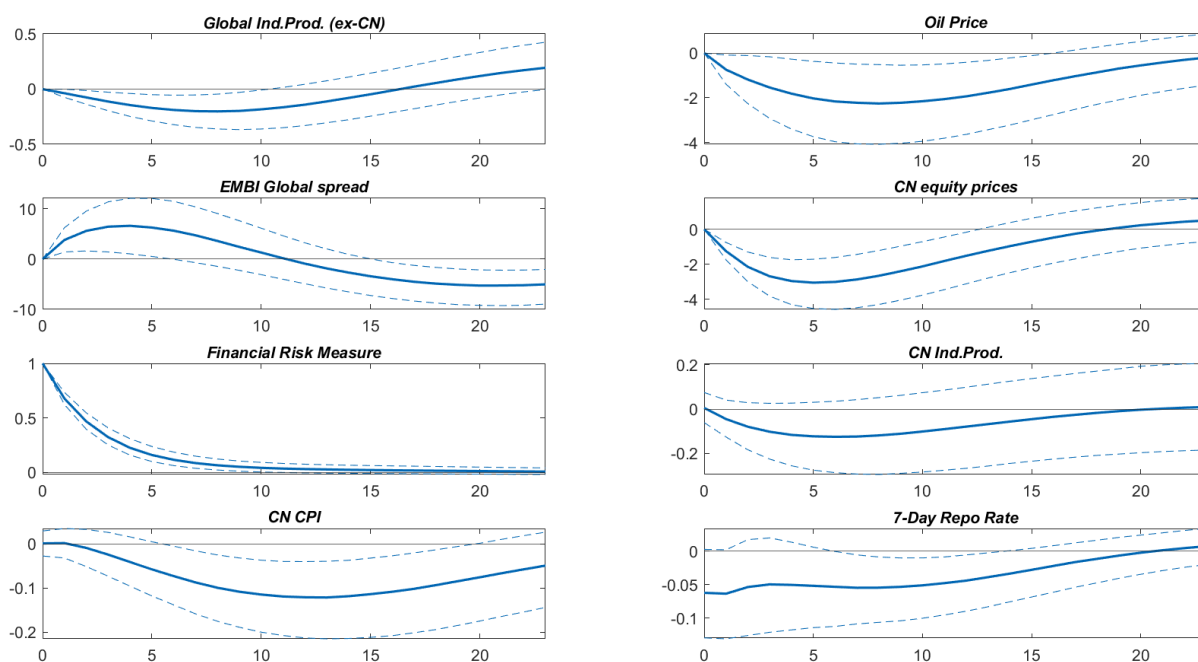 Global Ind.Prod. (ex-CN)
0.5
0
-0.5
0 5 10 15 20
Oil Price
0
-2
-4
0 5 10 15 20
EMBI Global spread
10
0
-10
0 5 10 15 20
CN equity prices
0
-2
-4
0 5 10 15 20
Financial Risk Measure
1
0.5
0
0 5 10 15 20
CN Ind.Prod.
0.2
0
-0.2
0 5 10 15 20
CN CPI
0
-0.1
-0.2
0 5 10 15 20
7-Day Repo Rate
0
-0.05
-0.1
0 5 10 15 20